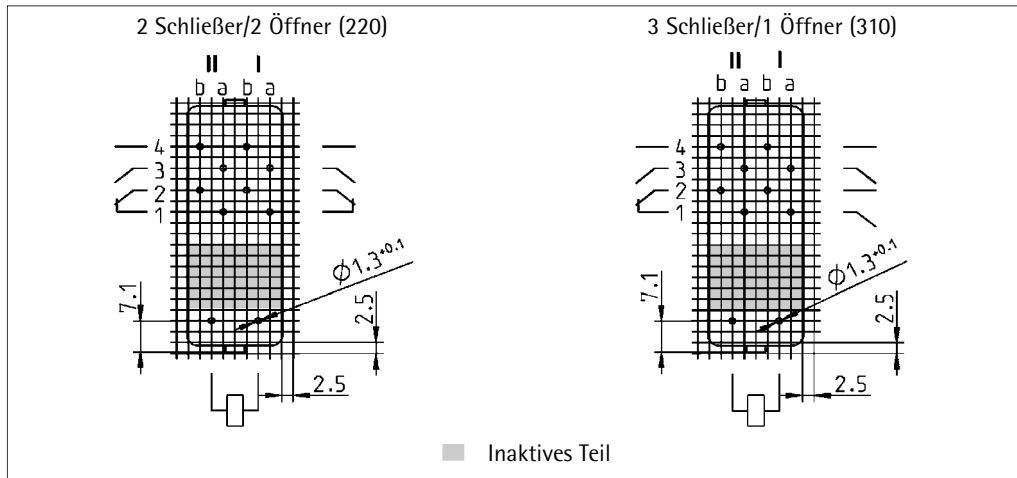 2 Schließer/2 Öffner (220)
II I
b a b a
4
3
2
1
Ø1.3+0.1
7.1
2.5
2.5
3 Schließer/1 Öffner (310)
II I
b a b a
4
3
2
1
Ø1.3+0.1
7.1
2.5
2.5
Inaktives Teil